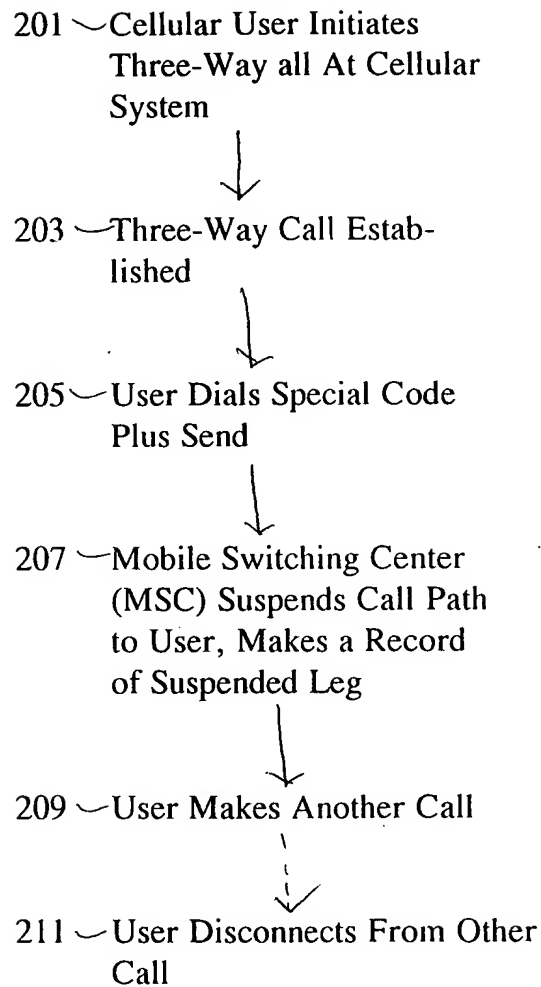 201 Cellular User Initiates
Three-Way all At Cellular
System
203 Three-Way Call Estab-
lished
205 User Dials Special Code
Plus Send
207 Mobile Switching Center
(MSC) Suspends Call Path
to User, Makes a Record
of Suspended Leg
209 User Makes Another Call
211 User Disconnects From Other
Call